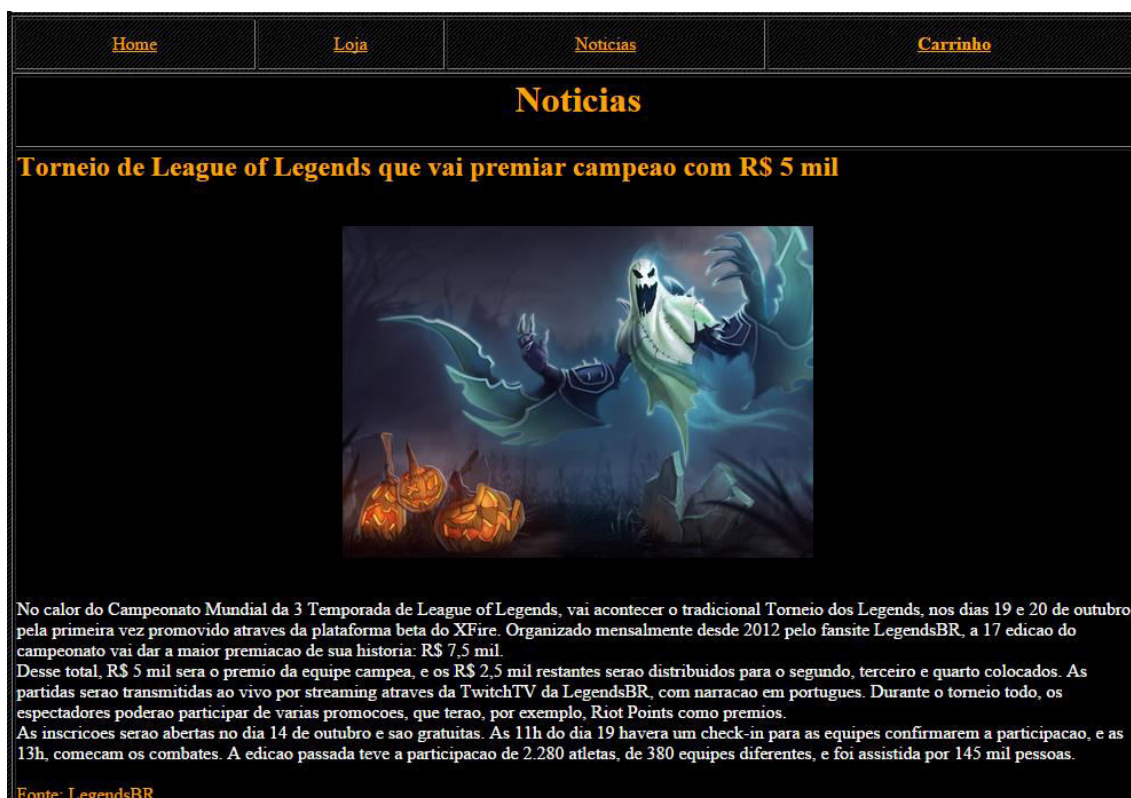 Home
Loja
Noticias
Carrinho
Noticias
Torneio de League of Legends que vai premiar campeao com R$ 5 mil
No calor do Campeonato Mundial da 3 Temporada de League of Legends, vai acontecer o tradicional Torneio dos Legends, nos dias 19 e 20 de outubro
pela primeira vez promovido atraves da plataforma beta do XFire. Organizado mensalmente desde 2012 pelo fansite LegendsBR, a 17 edicao do
campeonato vai dar a maior premiacao de sua historia: R$ 7,5 mil.
Desse total, R$ 5 mil sera o premio da equipe campea, e os R$ 2,5 mil restantes serao distribuidos para o segundo, terceiro e quarto colocados. As
partidas serao transmitidas ao vivo por streaming atraves da TwitchTV da LegendsBR, com narracao em portugues. Durante o torneio todo, os
espectadores poderao participar de varias promocoes, que terao, por exemplo, Riot Points como premios.
As inscricoes serao abertas no dia 14 de outubro e sao gratuitas. As 11h do dia 19 havera um check-in para as equipes confirmarem a participacao, e as
13h, comecam os combates. A edicao passada teve a participacao de 2.280 atletas, de 380 equipes diferentes, e foi assistida por 145 mil pessoas.
Fonte: LegendsBR